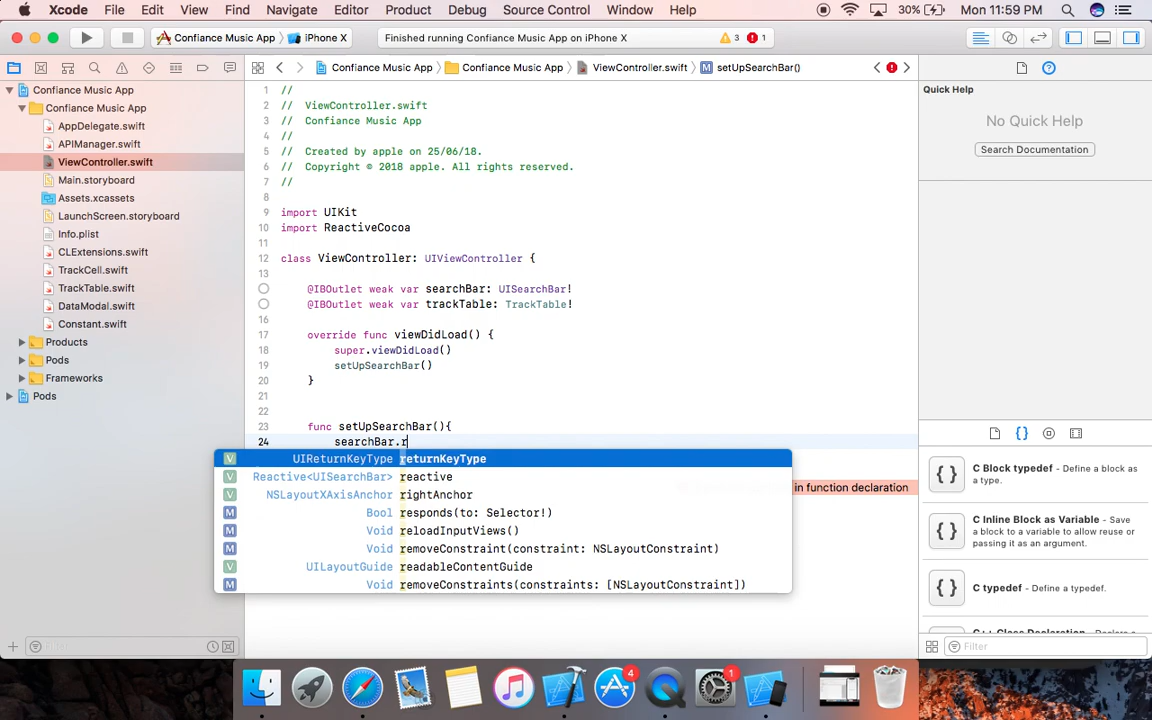 Xcode File Edit View Find Navigate Editor Product Debug Source Control Window Help 30% Mon 11:59 PM
Confiance Music App iPhone X Finished running Confiance Music App on iPhone X 3 1
Confiance Music App Confiance Music App ViewController.swift M setUpSearchBar()
Confiance Music App
Confiance Music App
AppDelegate.swift
APIManager.swift
ViewController.swift
Main.storyboard
Assets.xcassets
LaunchScreen.storyboard
Info.plist
CLExtensions.swift
TrackCell.swift
TrackTable.swift
DataModal.swift
Constant.swift
Products
Pods
Frameworks
Pods
1 //
2 // ViewController.swift
3 // Confiance Music App
4 //
5 // Created by apple on 25/06/18.
6 // Copyright © 2018 apple. All rights reserved.
7 //
8
9 import UIKit
10 import ReactiveCocoa
11
12 class ViewController: UIViewController {
13
14 @IBOutlet weak var searchBar: UISearchBar!
15 @IBOutlet weak var trackTable: TrackTable!
16
17 override func viewDidLoad() {
18 super.viewDidLoad()
19 setUpSearchBar()
20 }
21
22
23 func setUpSearchBar(){
24 searchBar.r
V UIReturnKeyType returnKeyType
V Reactive<UISearchBar> reactive
V NSLayoutXAxisAnchor rightAnchor
M Bool responds(to: Selector!)
M Void reloadInputViews()
M Void removeConstraint(constraint: NSLayoutConstraint)
V UILayoutGuide readableContentGuide
M Void removeConstraints(constraints: [NSLayoutConstraint])
in function declaration
Quick Help
No Quick Help
Search Documentation
{ } C Block typedef - Define a block as
a type.
{ } C Inline Block as Variable - Save
a block to a variable to allow reuse or
passing it as an argument.
{ } C typedef - Define a typedef.
C++ Class Declaration
Filter
4 1